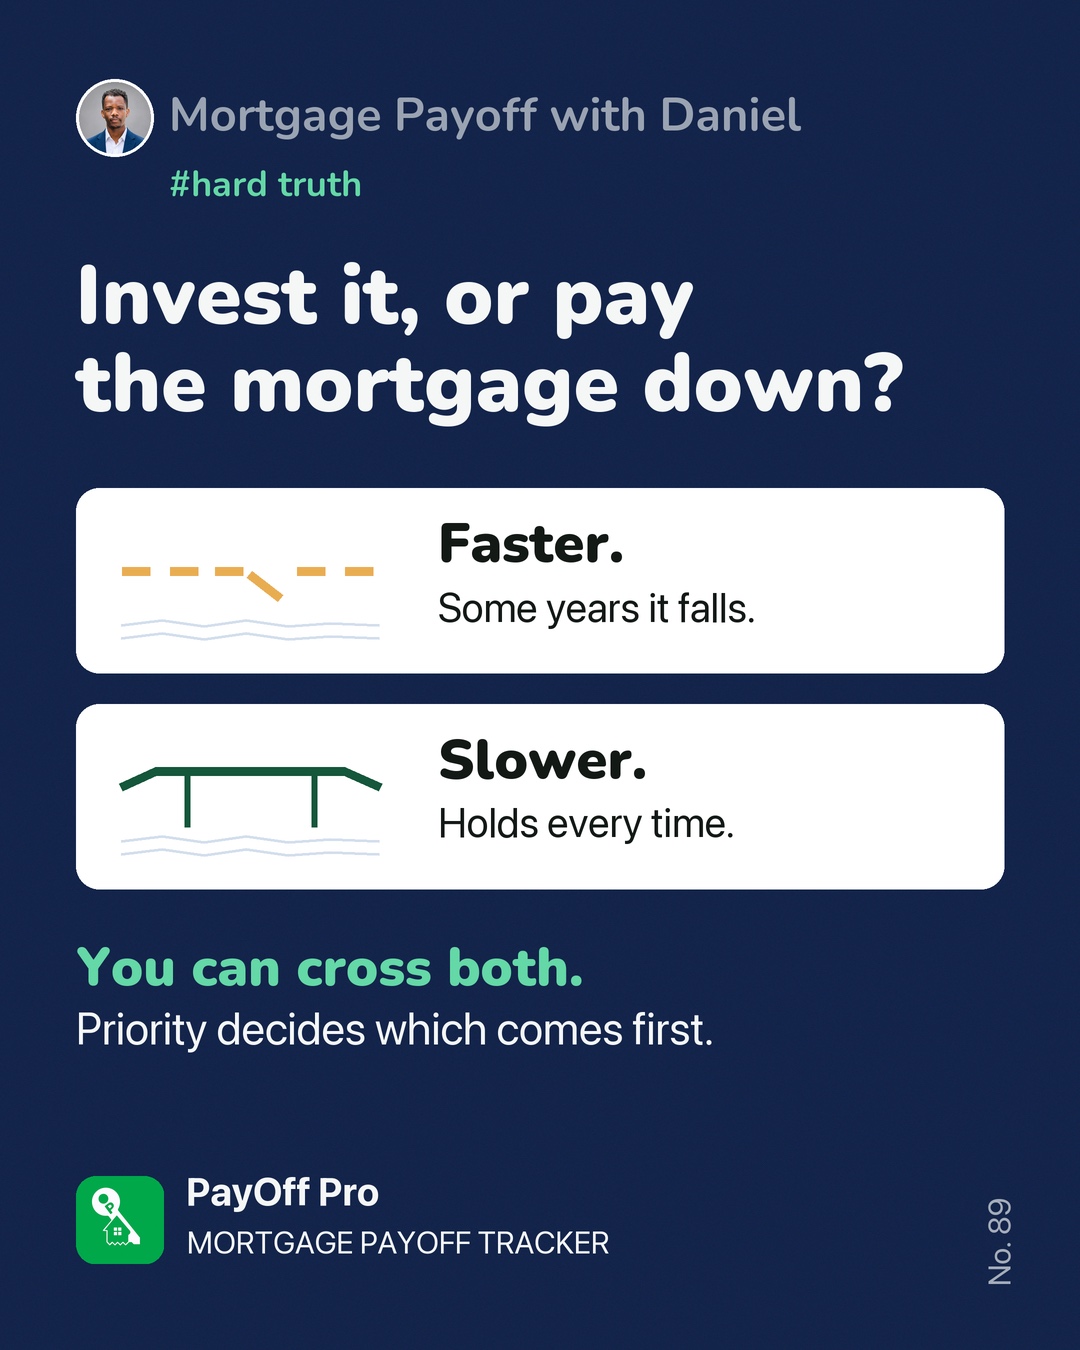 Mortgage Payoff with Daniel
#hard truth
Invest it, or pay
the mortgage down?
Faster.
Some years it falls.
Slower.
Holds every time.
You can cross both.
Priority decides which comes first.
PayOff Pro
MORTGAGE PAYOFF TRACKER
No. 89